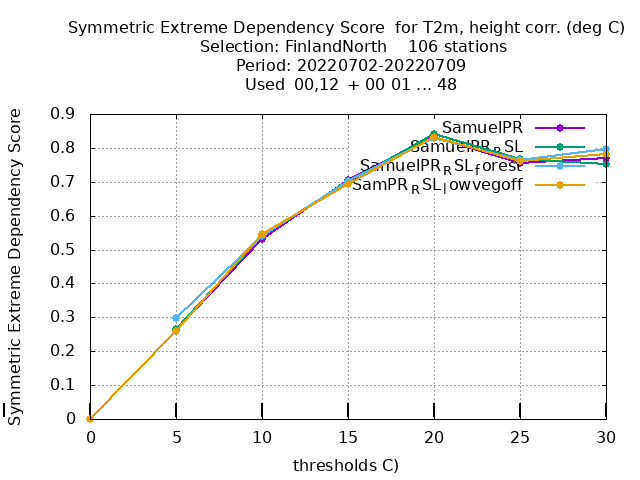 Symmetric Extreme Dependency Score  for T2m, height corr. (deg C)
Selection: FinlandNorth    106 stations
Period: 20220702-20220709
Used  00,12  + 00 01 ... 48
Symmetric Extreme Dependency Score
0.9
0.8
0.7
0.6
0.5
0.4
0.3
0.2
0.1
0
SamuelPR
SamuelPR_RSL
SamuelPR_RSL_forest
SamPR_RSL_lowvegoff
0 5 10 15 20 25 30
thresholds C)